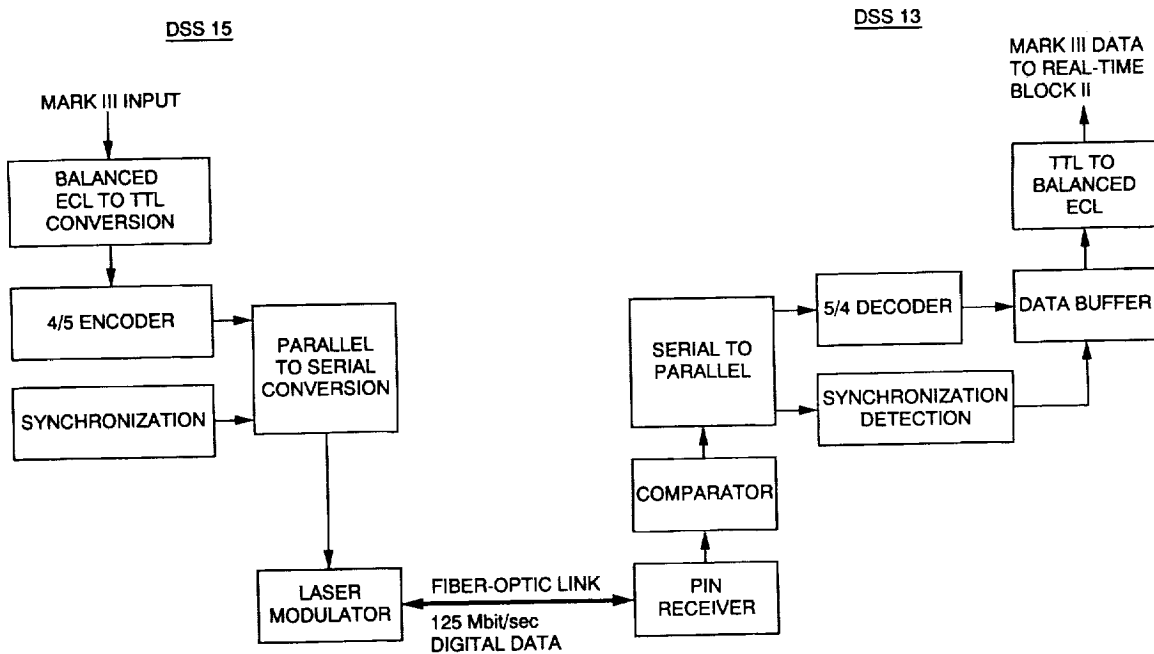 DSS 15
DSS 13
MARK III INPUT
BALANCED
ECL TO TTL
CONVERSION
4/5 ENCODER
SYNCHRONIZATION
PARALLEL
TO SERIAL
CONVERSION
LASER
MODULATOR
FIBER-OPTIC LINK
125 Mbit/sec
DIGITAL DATA
PIN
RECEIVER
COMPARATOR
SERIAL TO
PARALLEL
5/4 DECODER
SYNCHRONIZATION
DETECTION
DATA BUFFER
TTL TO
BALANCED
ECL
MARK III DATA
TO REAL-TIME
BLOCK II